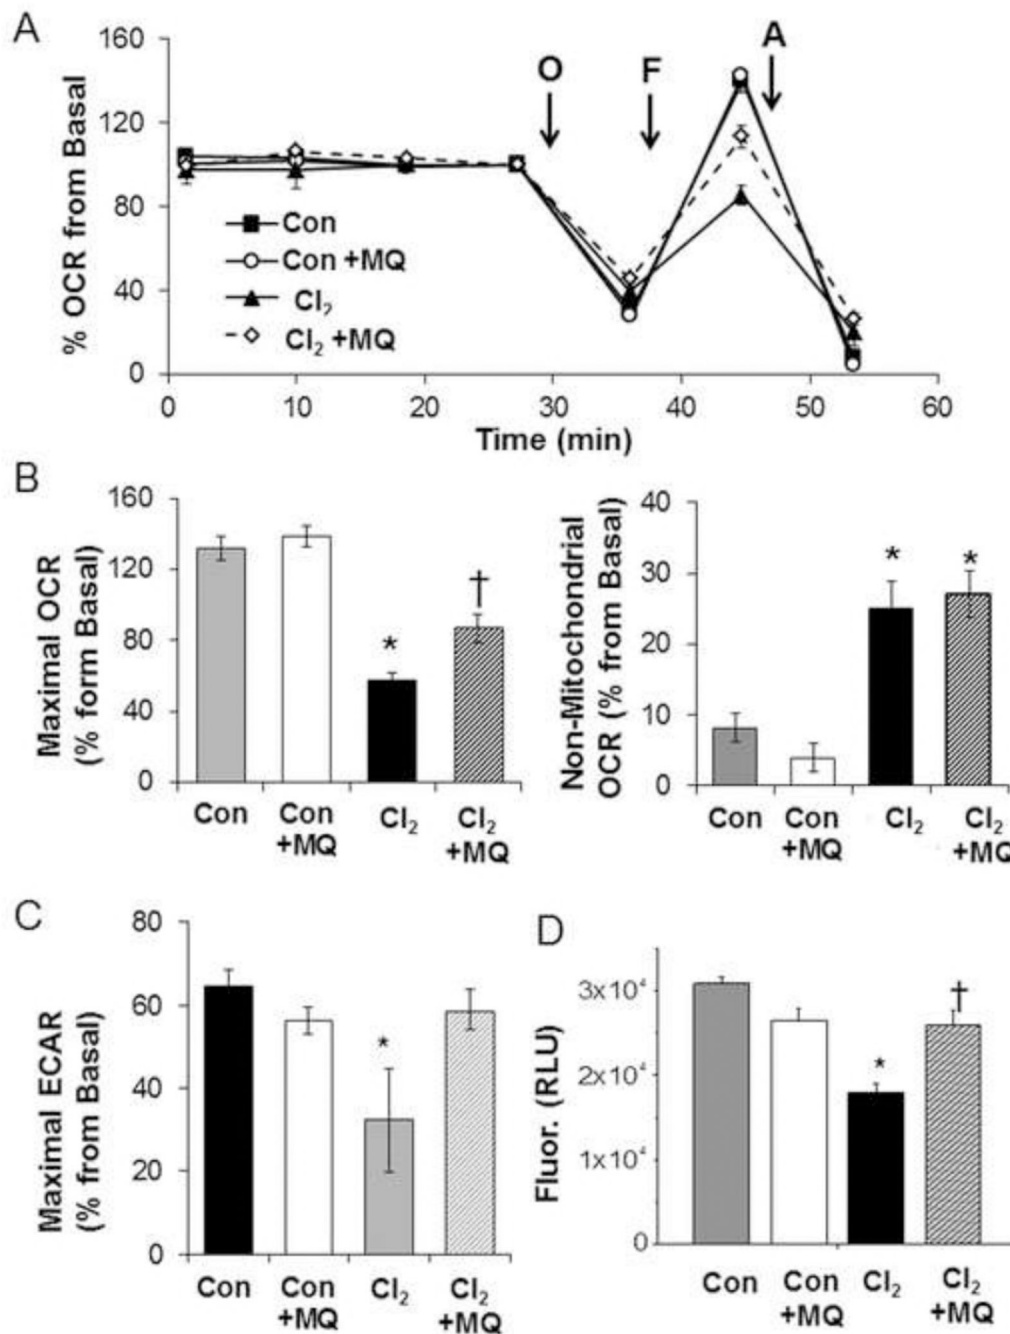 A
160
120
80
40
0
% OCR from Basal
O
F
A
Con
Con +MQ
Cl₂
Cl₂ +MQ
0
10
20
30
40
50
60
Time (min)
B
160
120
80
40
0
Maximal OCR
(% form Basal)
*
†
Con
Con
+MQ
Cl₂
Cl₂
+MQ
40
30
20
10
0
Non-Mitochondrial
OCR (% from Basal)
*
*
Con
Con
+MQ
Cl₂
Cl₂
+MQ
C
80
60
40
20
0
Maximal ECAR
(% from Basal)
*
Con
Con
+MQ
Cl₂
Cl₂
+MQ
D
3x10⁴
2x10⁴
1x10⁴
0
Fluor. (RLU)
*
†
Con
Con
+MQ
Cl₂
Cl₂
+MQ